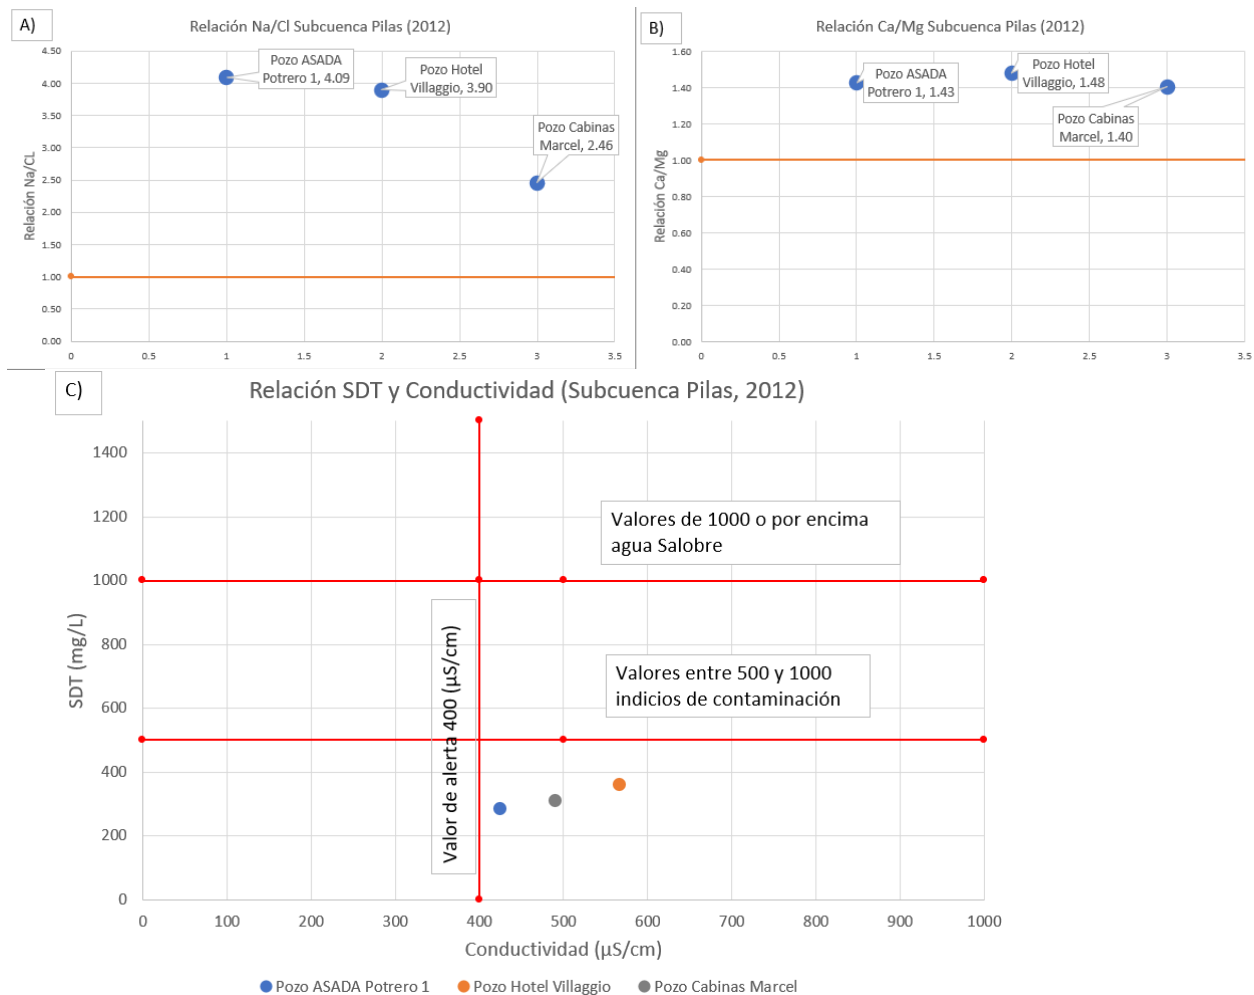 A)
Relación Na/Cl Subcuenca Pilas (2012)
4.50
4.00
3.50
3.00
2.50
2.00
1.50
1.00
0.50
0.00
Relación Na/CL
Pozo ASADA
Potrero 1, 4.09
Pozo Hotel
Villaggio, 3.90
Pozo Cabinas
Marcel, 2.46
0
0.5
1
1.5
2
2.5
3
3.5
B)
Relación Ca/Mg Subcuenca Pilas (2012)
1.60
1.40
1.20
1.00
0.80
0.60
0.40
0.20
0.00
Relación Ca/Mg
Pozo ASADA
Potrero 1, 1.43
Pozo Hotel
Villaggio, 1.48
Pozo Cabinas
Marcel, 1.40
0
0.5
1
1.5
2
2.5
3
3.5
C)
Relación SDT y Conductividad (Subcuenca Pilas, 2012)
1400
1200
1000
800
600
400
200
0
SDT (mg/L)
Valores de 1000 o por encima
agua Salobre
Valor de alerta 400 (µS/cm)
Valores entre 500 y 1000
indicios de contaminación
0
100
200
300
400
500
600
700
800
900
1000
Conductividad (µS/cm)
Pozo ASADA Potrero 1
Pozo Hotel Villaggio
Pozo Cabinas Marcel